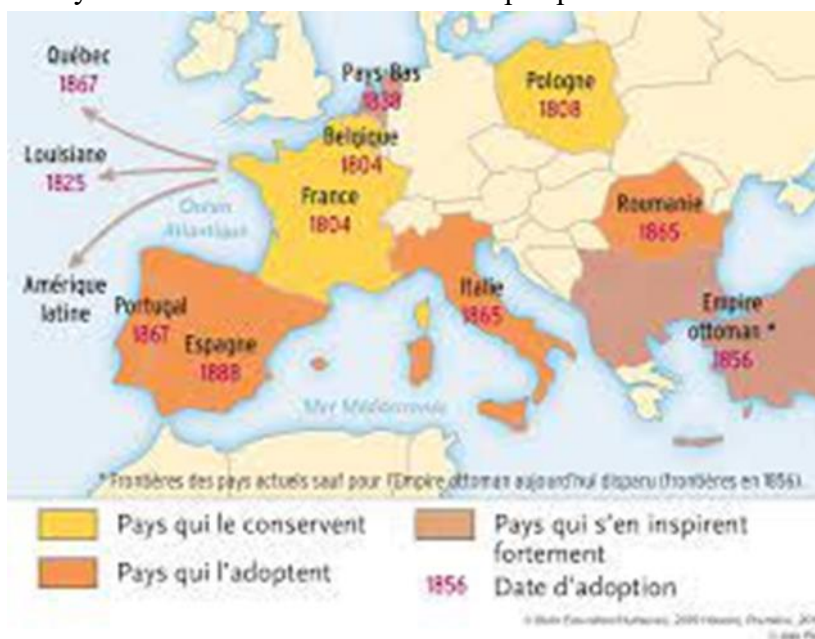 Québec
1867
Louisiane
1825
Amérique
latine
Océan
Atlantique
Pays-Bas
1838
Belgique
1804
France
1804
Pologne
1808
Roumanie
1865
Italie
1865
Empire
ottoman *
1856
Portugal
1867
Espagne
1888
Mer Méditerranée
* Frontières des pays actuels sauf pour l'Empire ottoman aujourd'hui disparu (frontières en 1856).
Pays qui le conservent
Pays qui l'adoptent
Pays qui s'en inspirent
fortement
1856 Date d'adoption